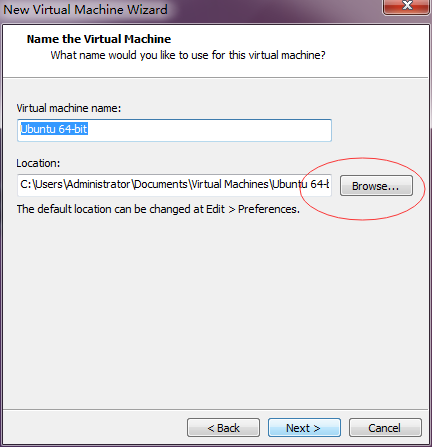 New Virtual Machine Wizard
Name the Virtual Machine
What name would you like to use for this virtual machine?
Virtual machine name:
Ubuntu 64-bit
Location:
C:\Users\Administrator\Documents\Virtual Machines\Ubuntu 64-b
Browse...
The default location can be changed at Edit > Preferences.
< Back
Next >
Cancel